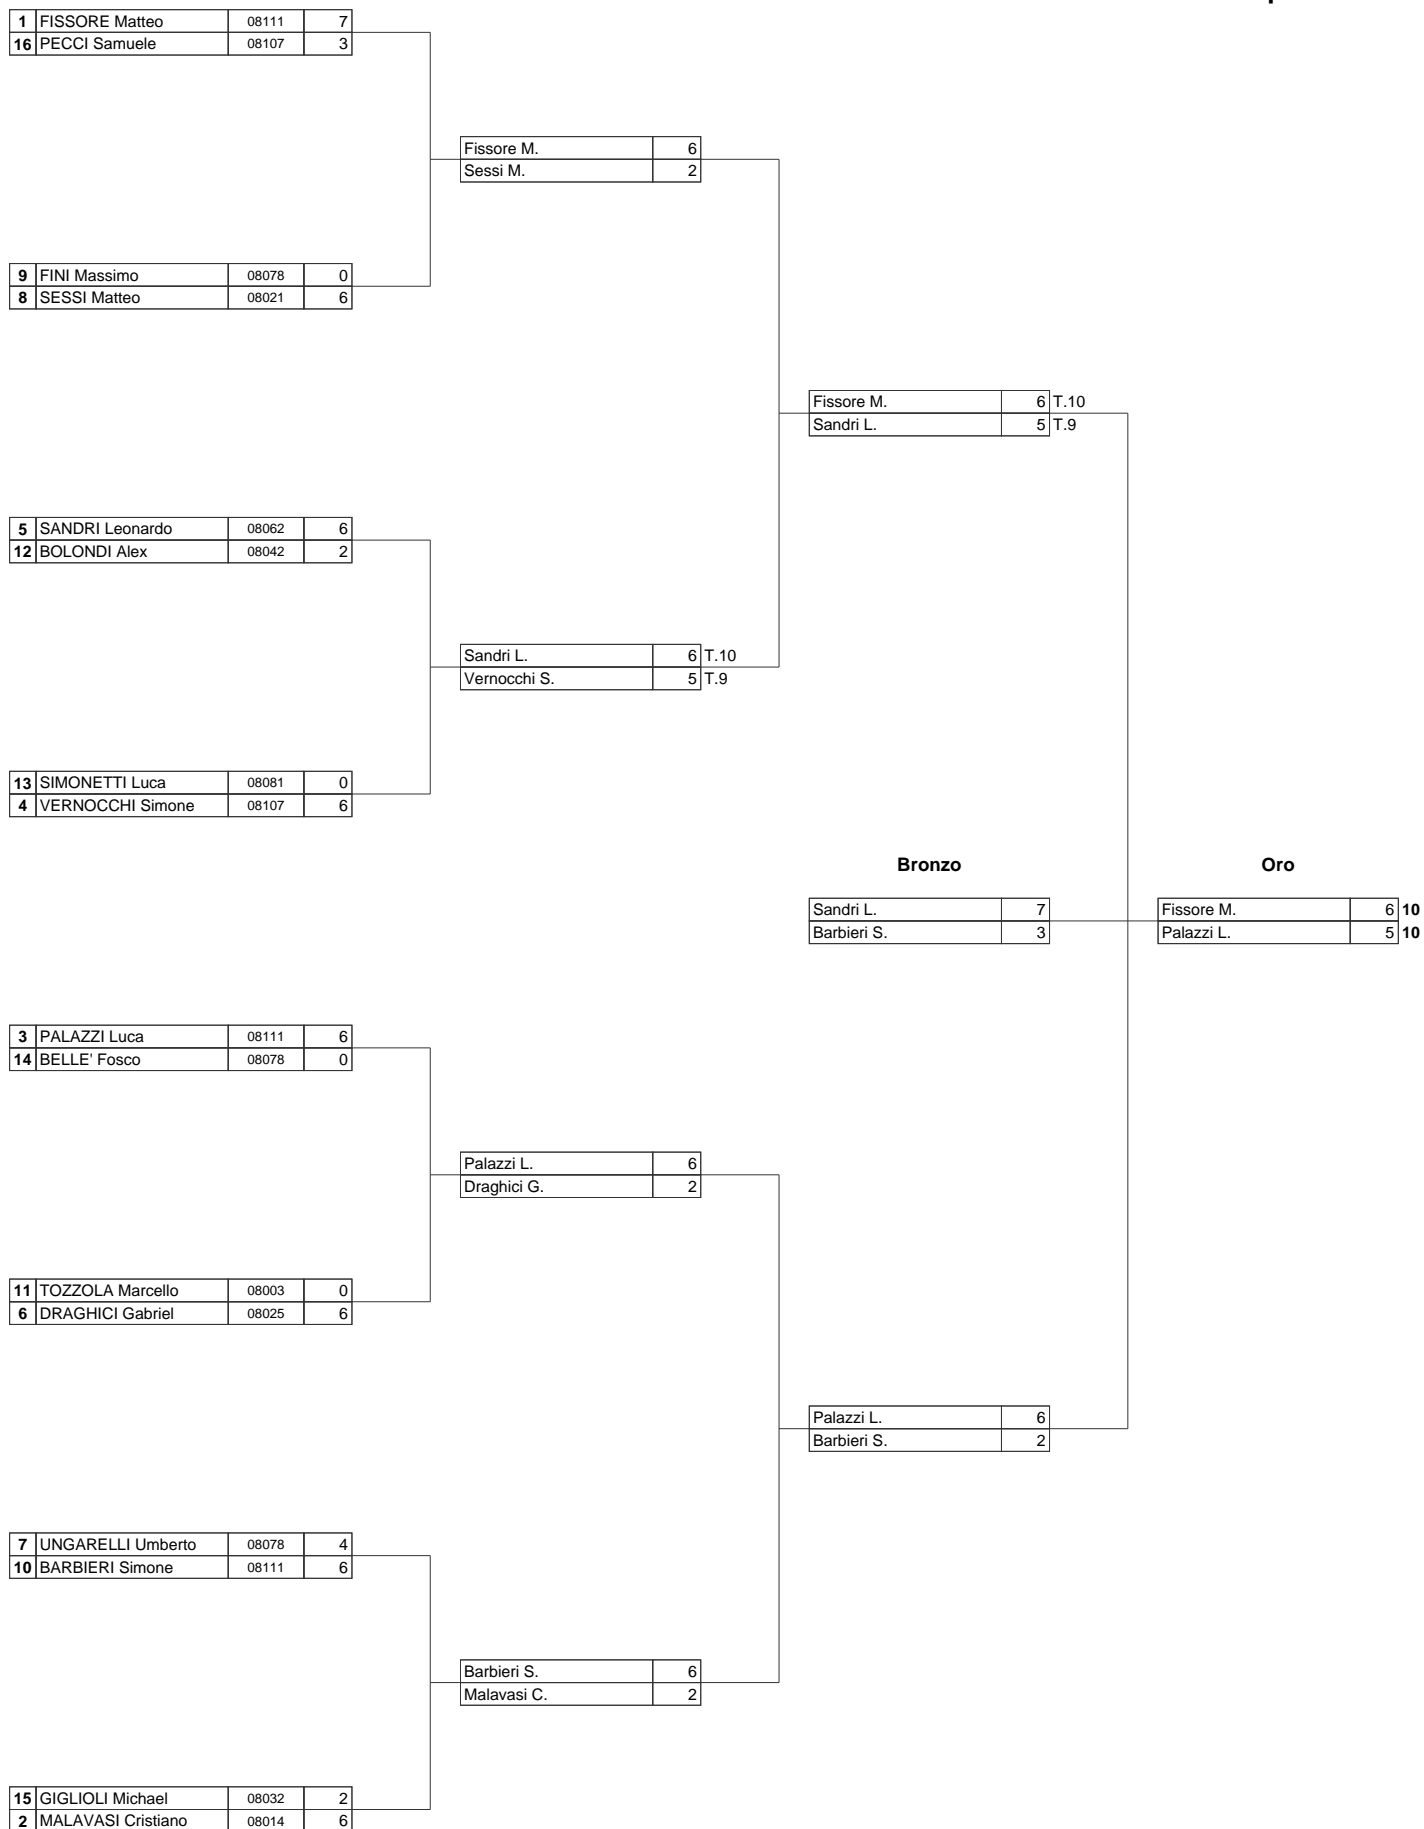 1 FISSORE Matteo 08111 7
16 PECCI Samuele 08107 3
Fissore M. 6
Sessi M. 2
9 FINI Massimo 08078 0
8 SESSI Matteo 08021 6
Fissore M. 6 T.10
Sandri L. 5 T.9
5 SANDRI Leonardo 08062 6
12 BOLONDI Alex 08042 2
Sandri L. 6 T.10
Vernocchi S. 5 T.9
13 SIMONETTI Luca 08081 0
4 VERNOCCHI Simone 08107 6
Bronzo Oro
Sandri L. 7 Fissore M. 6 10
Barbieri S. 3 Palazzi L. 5 10
3 PALAZZI Luca 08111 6
14 BELLE' Fosco 08078 0
Palazzi L. 6
Draghici G. 2
11 TOZZOLA Marcello 08003 0
6 DRAGHICI Gabriel 08025 6
Palazzi L. 6
Barbieri S. 2
7 UNGARELLI Umberto 08078 4
10 BARBIERI Simone 08111 6
Barbieri S. 6
Malavasi C. 2
15 GIGLIOLI Michael 08032 2
2 MALAVASI Cristiano 08014 6